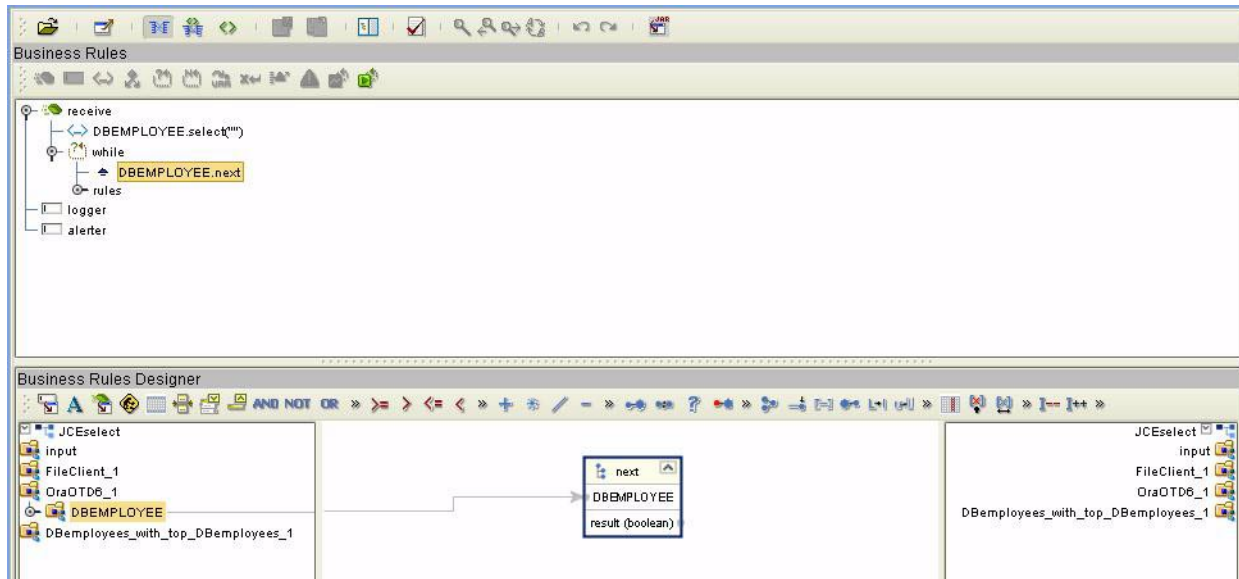 JAR
Business Rules
receive
DBEMPLOYEE.select("")
while
DBEMPLOYEE.next
rules
logger
alerter
Business Rules Designer
A AND NOT OR » >= > <= < » + * / - » ? » » » I-- I++ »
JCEselect
input
FileClient_1
OraOTD6_1
DBEMPLOYEE
DBemployees_with_top_DBemployees_1
next
DBEMPLOYEE
result (boolean)
JCEselect
input
FileClient_1
OraOTD6_1
DBemployees_with_top_DBemployees_1